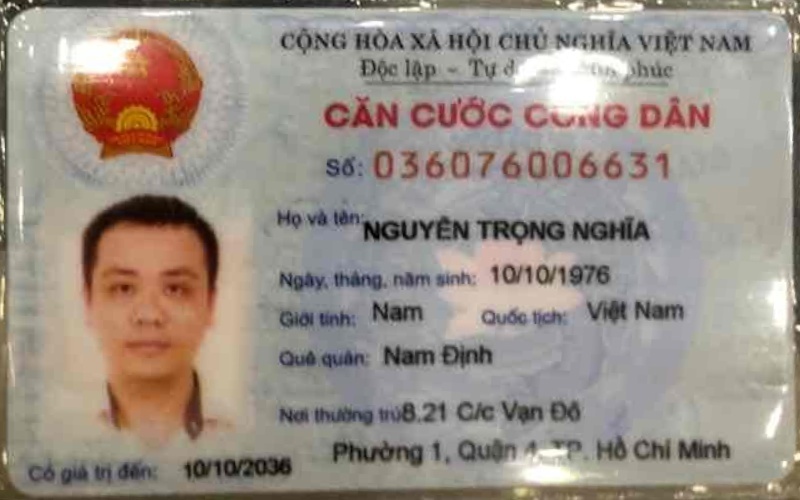 CỘNG HÒA XÃ HỘI CHỦ NGHĨA VIỆT NAM
Độc lập - Tự phúc
CĂN CƯỚC CÔNG DÂN
Số: 036076006631
Họ và tên: NGUYỄN TRỌNG NGHĨA
Ngày, tháng, năm sinh: 10/10/1976
Giới tính: Nam Quốc tịch: Việt Nam
Quê quán: Nam Định
Nơi thường trú 8.21 C/c Vạn Đô
Phường 1, Quận 4, TP. Hồ Chí Minh
Có giá trị đến: 10/10/2036